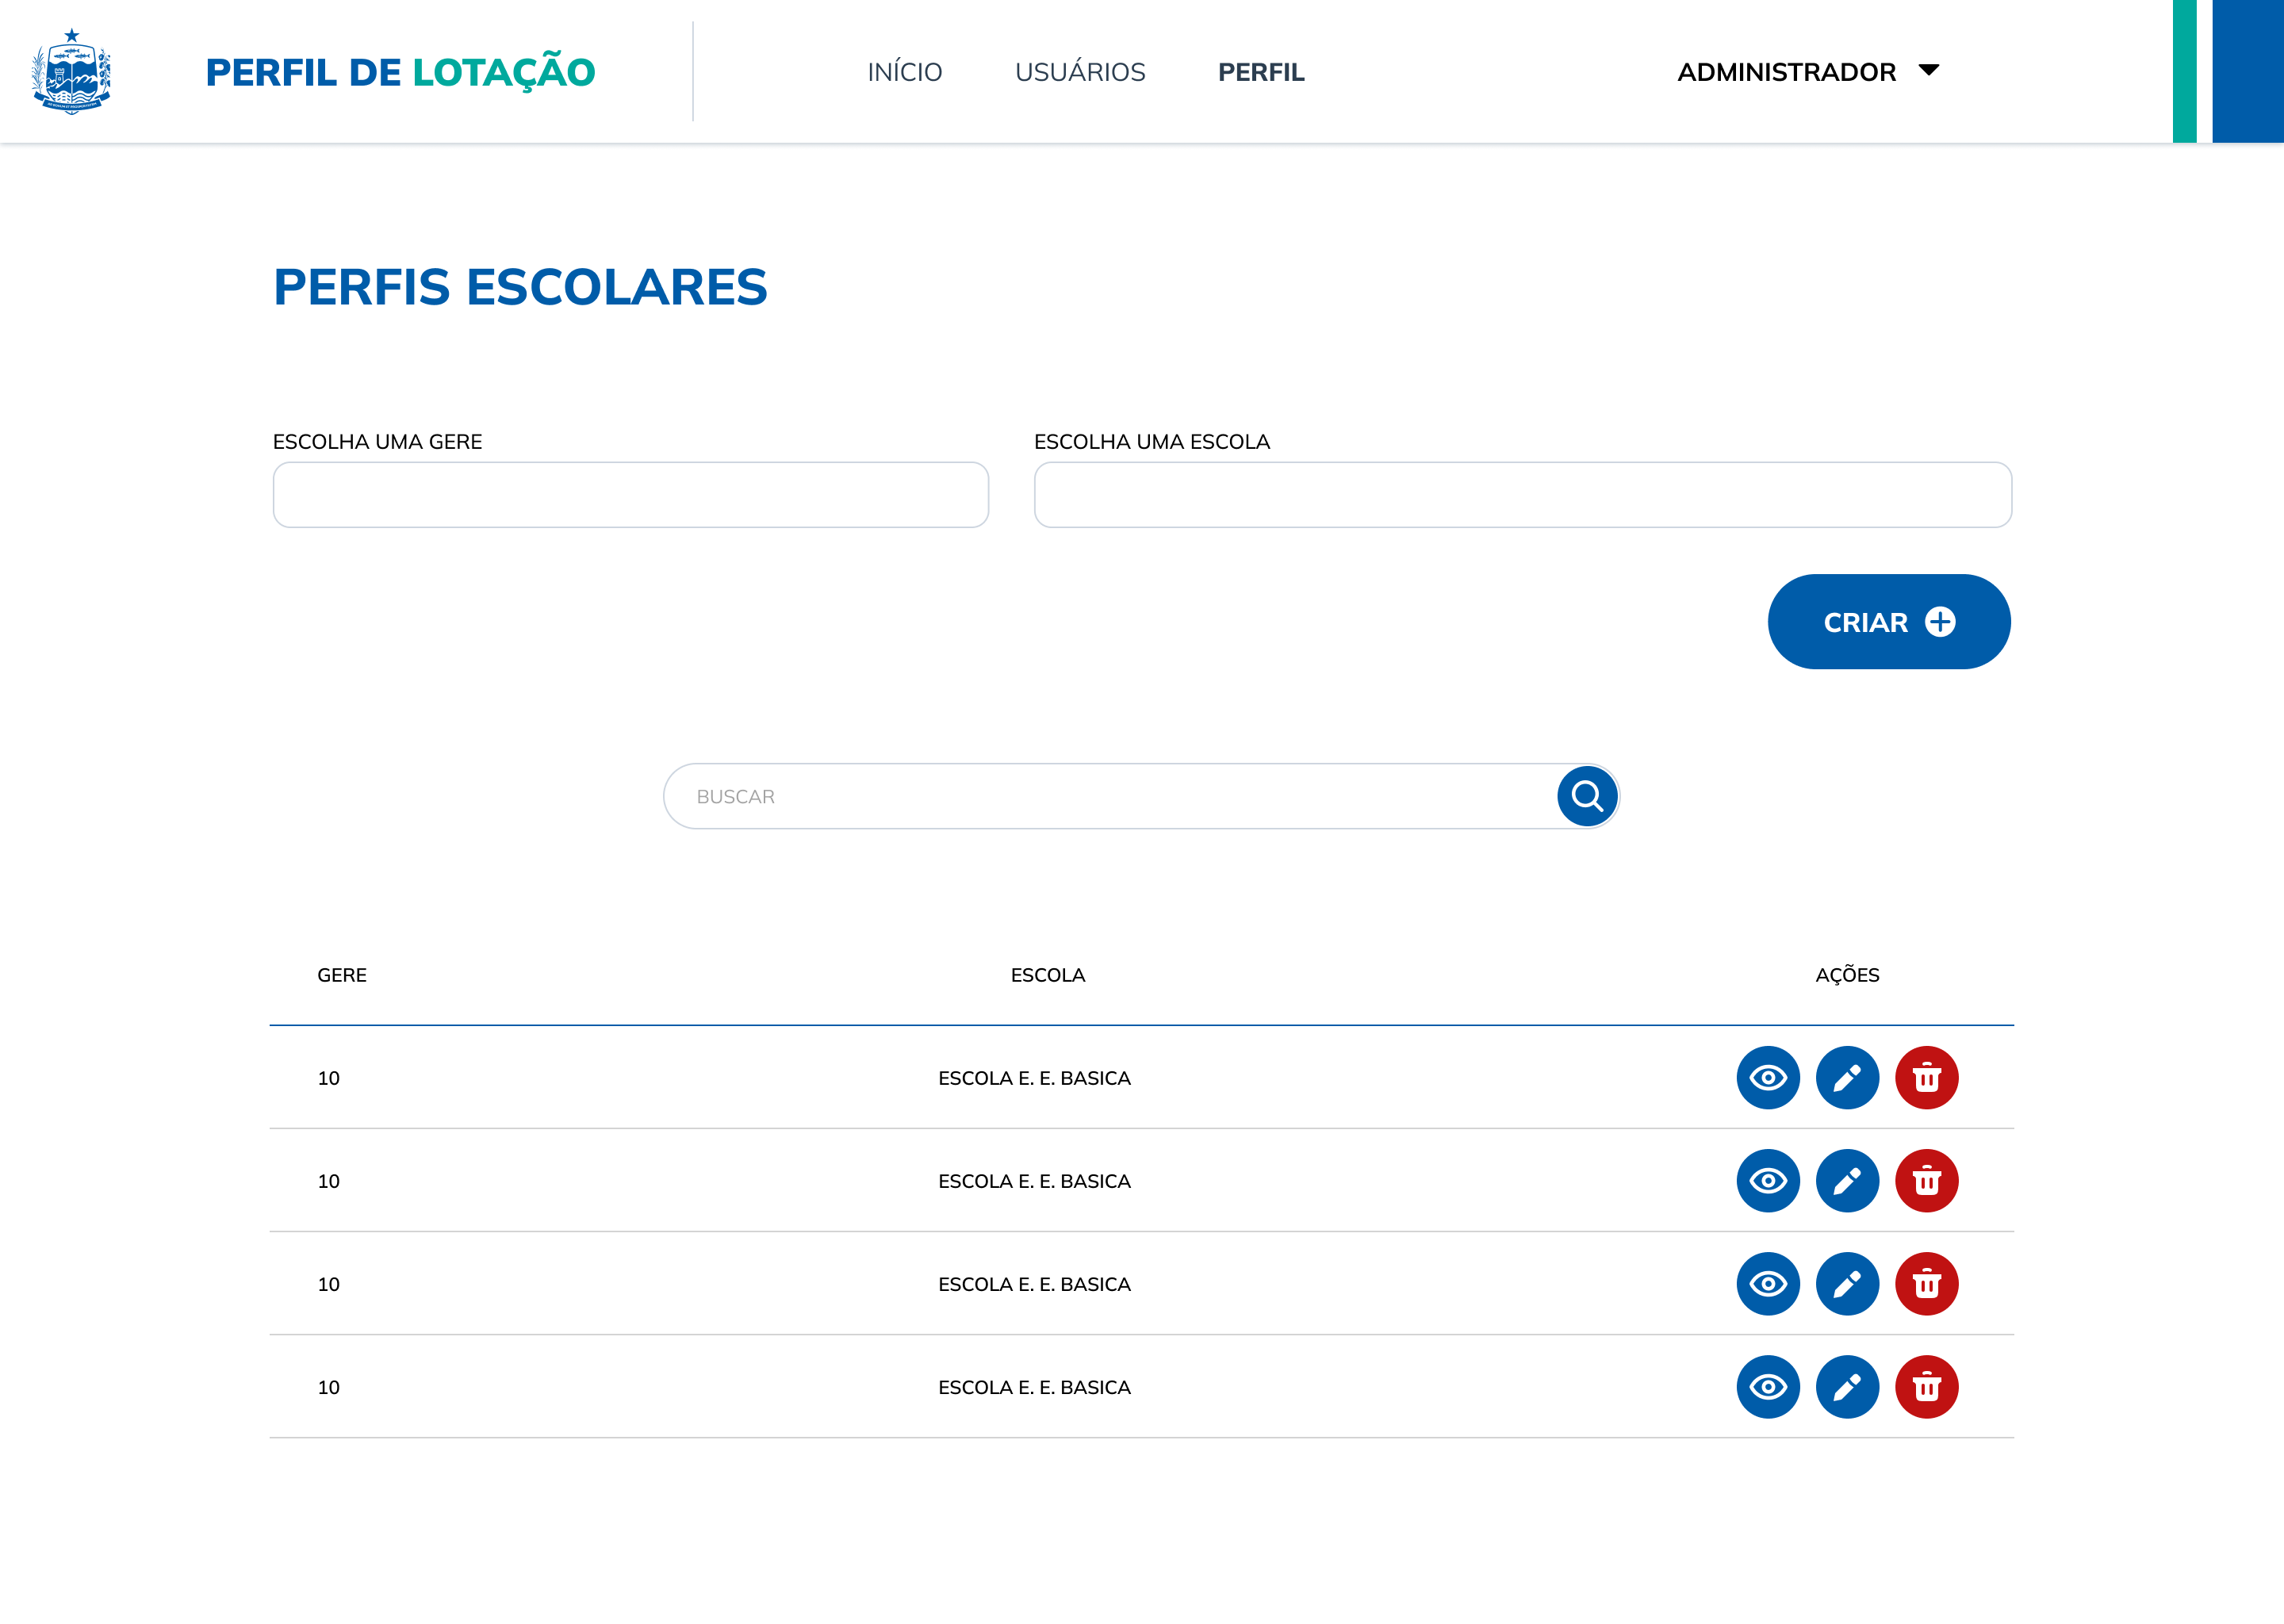 PERFIL DE LOTAÇÃO
INÍCIO
USUÁRIOS
PERFIL
ADMINISTRADOR
PERFIS ESCOLARES
ESCOLHA UMA GERE
ESCOLHA UMA ESCOLA
CRIAR
BUSCAR
GERE ESCOLA AÇÕES
10 ESCOLA E. E. BASICA
10 ESCOLA E. E. BASICA
10 ESCOLA E. E. BASICA
10 ESCOLA E. E. BASICA